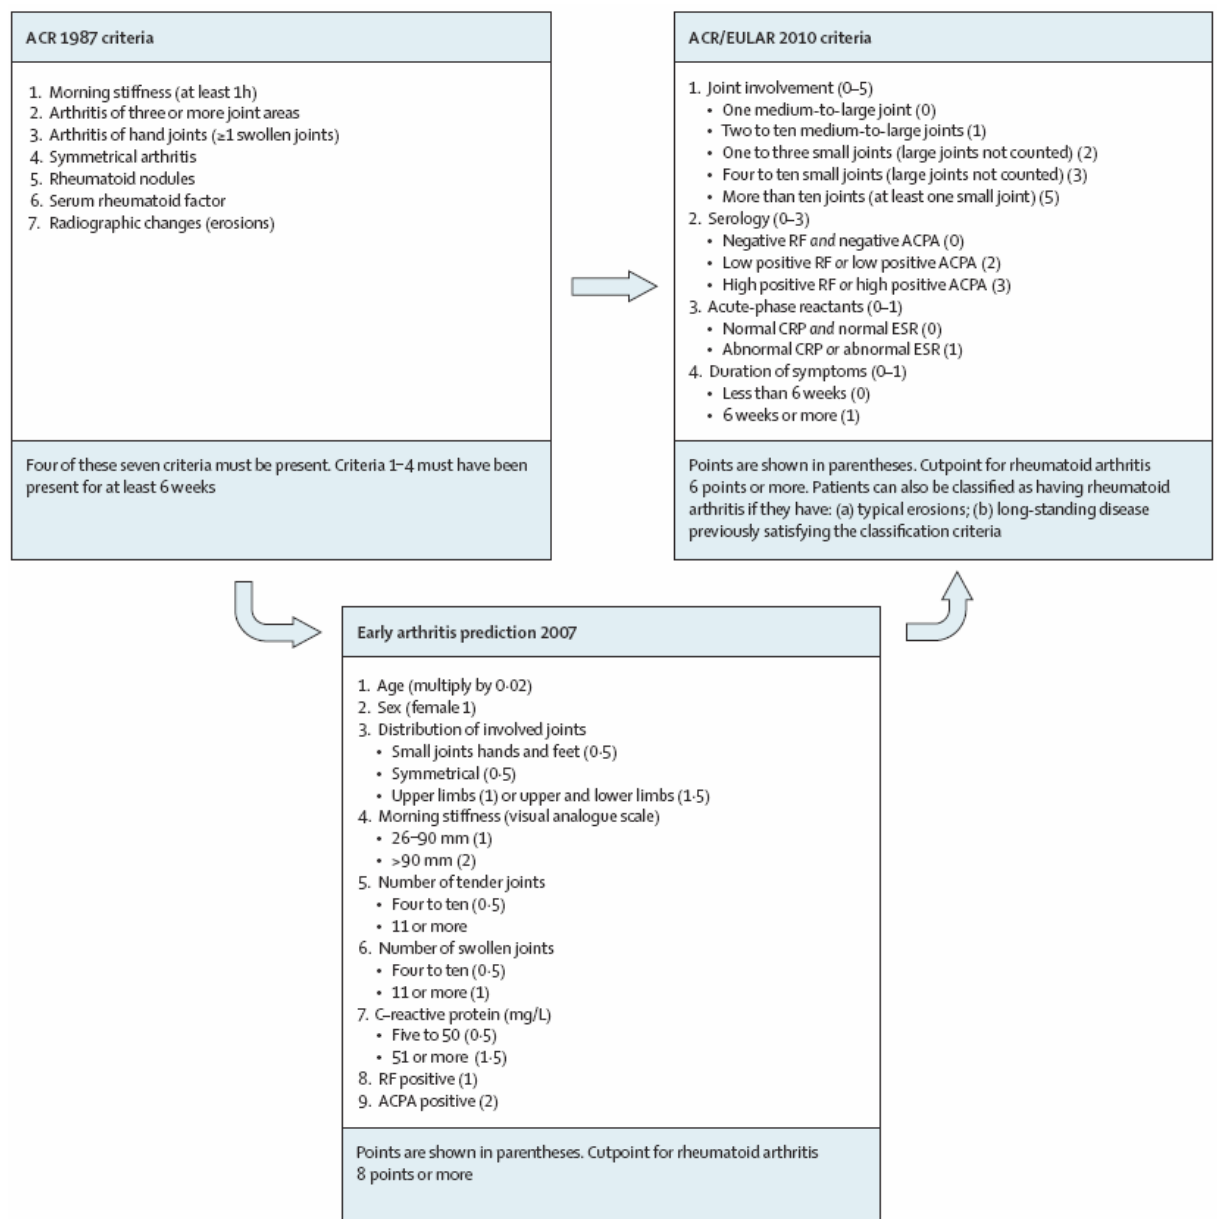 ACR 1987 criteria
1. Morning stiffness (at least 1h)
2. Arthritis of three or more joint areas
3. Arthritis of hand joints (≥1 swollen joints)
4. Symmetrical arthritis
5. Rheumatoid nodules
6. Serum rheumatoid factor
7. Radiographic changes (erosions)
Four of these seven criteria must be present. Criteria 1–4 must have been
present for at least 6 weeks
ACR/EULAR 2010 criteria
1. Joint involvement (0–5)
• One medium-to-large joint (0)
• Two to ten medium-to-large joints (1)
• One to three small joints (large joints not counted) (2)
• Four to ten small joints (large joints not counted) (3)
• More than ten joints (at least one small joint) (5)
2. Serology (0–3)
• Negative RF and negative ACPA (0)
• Low positive RF or low positive ACPA (2)
• High positive RF or high positive ACPA (3)
3. Acute-phase reactants (0–1)
• Normal CRP and normal ESR (0)
• Abnormal CRP or abnormal ESR (1)
4. Duration of symptoms (0–1)
• Less than 6 weeks (0)
• 6 weeks or more (1)
Points are shown in parentheses. Cutpoint for rheumatoid arthritis
6 points or more. Patients can also be classified as having rheumatoid
arthritis if they have: (a) typical erosions; (b) long-standing disease
previously satisfying the classification criteria
Early arthritis prediction 2007
1. Age (multiply by 0·02)
2. Sex (female 1)
3. Distribution of involved joints
• Small joints hands and feet (0·5)
• Symmetrical (0·5)
• Upper limbs (1) or upper and lower limbs (1·5)
4. Morning stiffness (visual analogue scale)
• 26–90 mm (1)
• >90 mm (2)
5. Number of tender joints
• Four to ten (0·5)
• 11 or more
6. Number of swollen joints
• Four to ten (0·5)
• 11 or more (1)
7. C–reactive protein (mg/L)
• Five to 50 (0·5)
• 51 or more (1·5)
8. RF positive (1)
9. ACPA positive (2)
Points are shown in parentheses. Cutpoint for rheumatoid arthritis
8 points or more